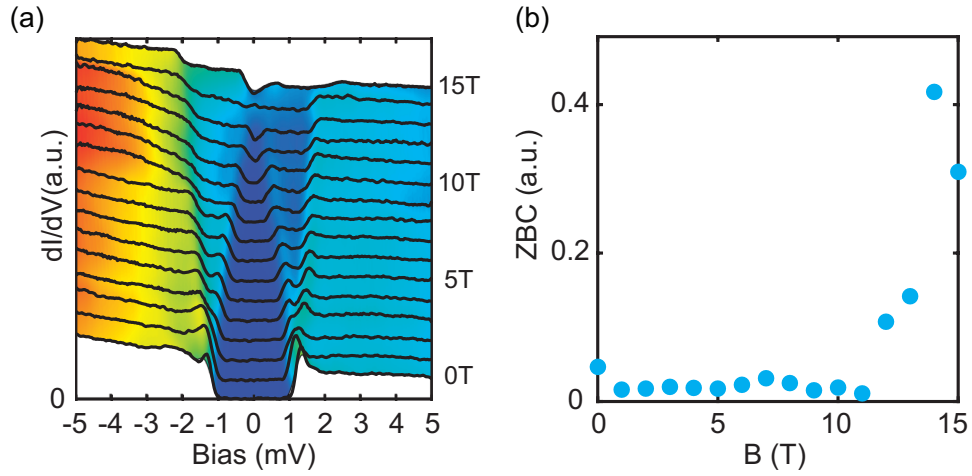 (a)
dI/dV(a.u.)
15T
10T
5T
0T
0
-5 -4 -3 -2 -1 0 1 2 3 4 5
Bias (mV)
(b)
ZBC (a.u.)
0.4
0.2
0
0 5 10 15
B (T)